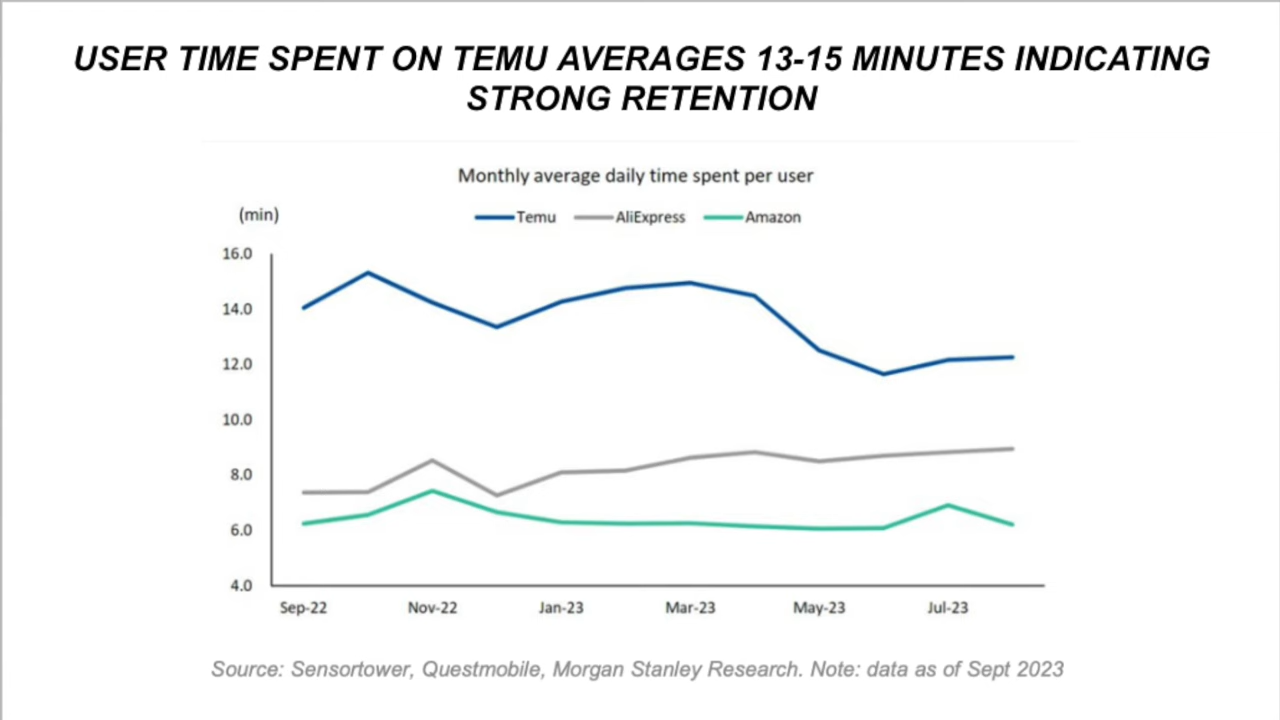 USER TIME SPENT ON TEMU AVERAGES 13-15 MINUTES INDICATING
STRONG RETENTION
Monthly average daily time spent per user
(min)
Temu AliExpress Amazon
16.0
14.0
12.0
10.0
8.0
6.0
4.0
Sep-22 Nov-22 Jan-23 Mar-23 May-23 Jul-23
Source: Sensortower, Questmobile, Morgan Stanley Research. Note: data as of Sept 2023